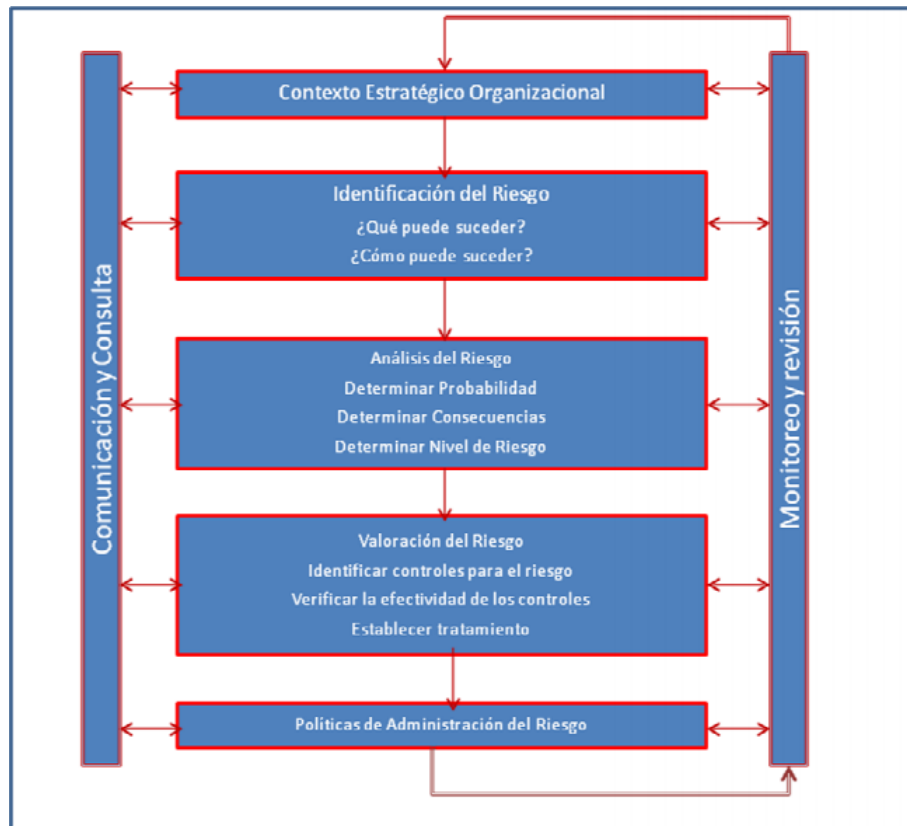 Contexto Estratégico Organizacional
Identificación del Riesgo
¿Qué puede suceder?
¿Cómo puede suceder?
Análisis del Riesgo
Determinar Probabilidad
Determinar Consecuencias
Determinar Nivel de Riesgo
Valoración del Riesgo
Identificar controles para el riesgo
Verificar la efectividad de los controles
Establecer tratamiento
Políticas de Administración del Riesgo
Comunicación y Consulta
Monitoreo y revisión